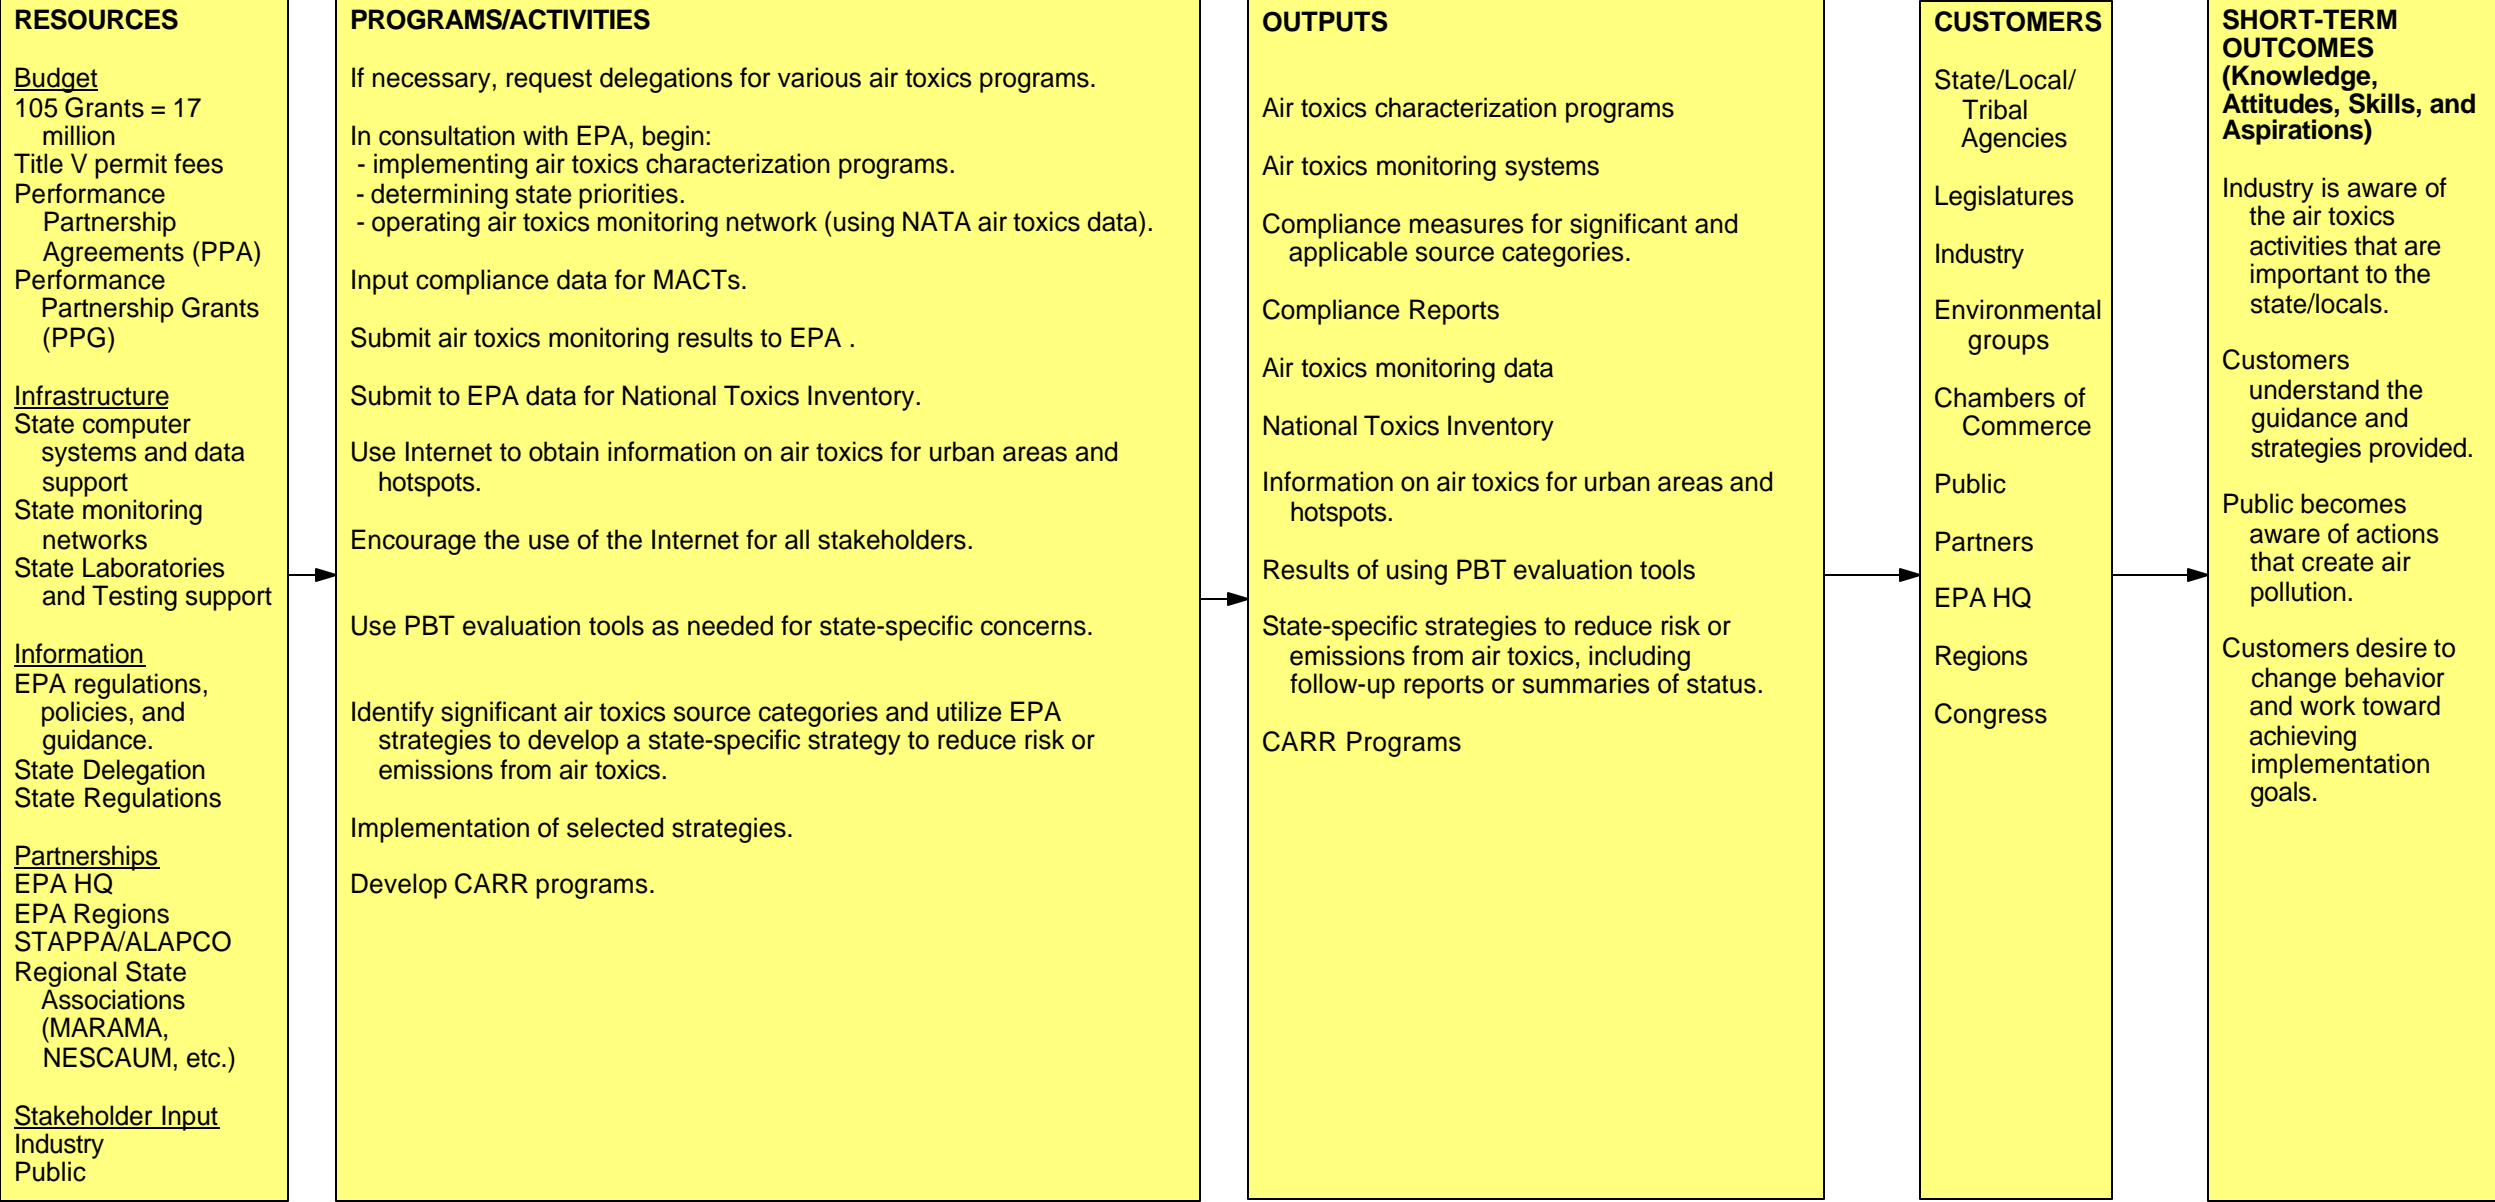 RESOURCES
Budget
105 Grants = 17
million
Title V permit fees
Performance
Partnership
Agreements (PPA)
Performance
Partnership Grants
(PPG)
Infrastructure
State computer
systems and data
support
State monitoring
networks
State Laboratories
and Testing support
Information
EPA regulations,
policies, and
guidance.
State Delegation
State Regulations
Partnerships
EPA HQ
EPA Regions
STAPPA/ALAPCO
Regional State
Associations
(MARAMA,
NESCAUM, etc.)
Stakeholder Input
Industry
Public
PROGRAMS/ACTIVITIES
If necessary, request delegations for various air toxics programs.
In consultation with EPA, begin:
- implementing air toxics characterization programs.
- determining state priorities.
- operating air toxics monitoring network (using NATA air toxics data).
Input compliance data for MACTs.
Submit air toxics monitoring results to EPA .
Submit to EPA data for National Toxics Inventory.
Use Internet to obtain information on air toxics for urban areas and
hotspots.
Encourage the use of the Internet for all stakeholders.
Use PBT evaluation tools as needed for state-specific concerns.
Identify significant air toxics source categories and utilize EPA
strategies to develop a state-specific strategy to reduce risk or
emissions from air toxics.
Implementation of selected strategies.
Develop CARR programs.
OUTPUTS
Air toxics characterization programs
Air toxics monitoring systems
Compliance measures for significant and
applicable source categories.
Compliance Reports
Air toxics monitoring data
National Toxics Inventory
Information on air toxics for urban areas and
hotspots.
Results of using PBT evaluation tools
State-specific strategies to reduce risk or
emissions from air toxics, including
follow-up reports or summaries of status.
CARR Programs
CUSTOMERS
State/Local/
Tribal
Agencies
Legislatures
Industry
Environmental
groups
Chambers of
Commerce
Public
Partners
EPA HQ
Regions
Congress
SHORT-TERM
OUTCOMES
(Knowledge,
Attitudes, Skills, and
Aspirations)
Industry is aware of
the air toxics
activities that are
important to the
state/locals.
Customers
understand the
guidance and
strategies provided.
Public becomes
aware of actions
that create air
pollution.
Customers desire to
change behavior
and work toward
achieving
implementation
goals.